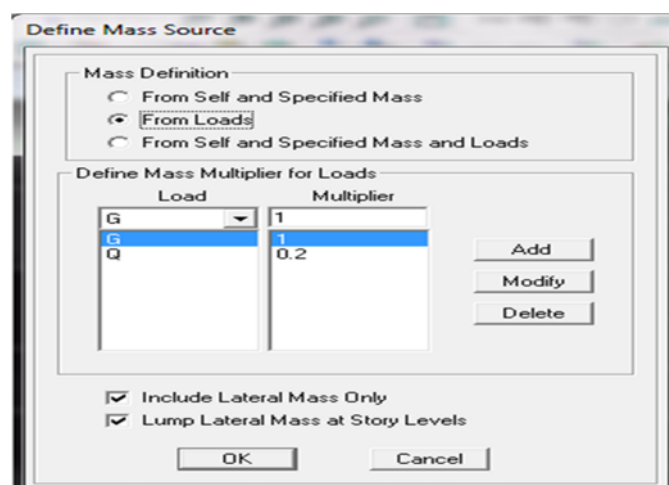 Define Mass Source
Mass Definition
From Self and Specified Mass
From Loads
From Self and Specified Mass and Loads
Define Mass Multiplier for Loads
Load Multiplier
G 1
G 1
Q 0.2
Add
Modify
Delete
Include Lateral Mass Only
Lump Lateral Mass at Story Levels
OK Cancel